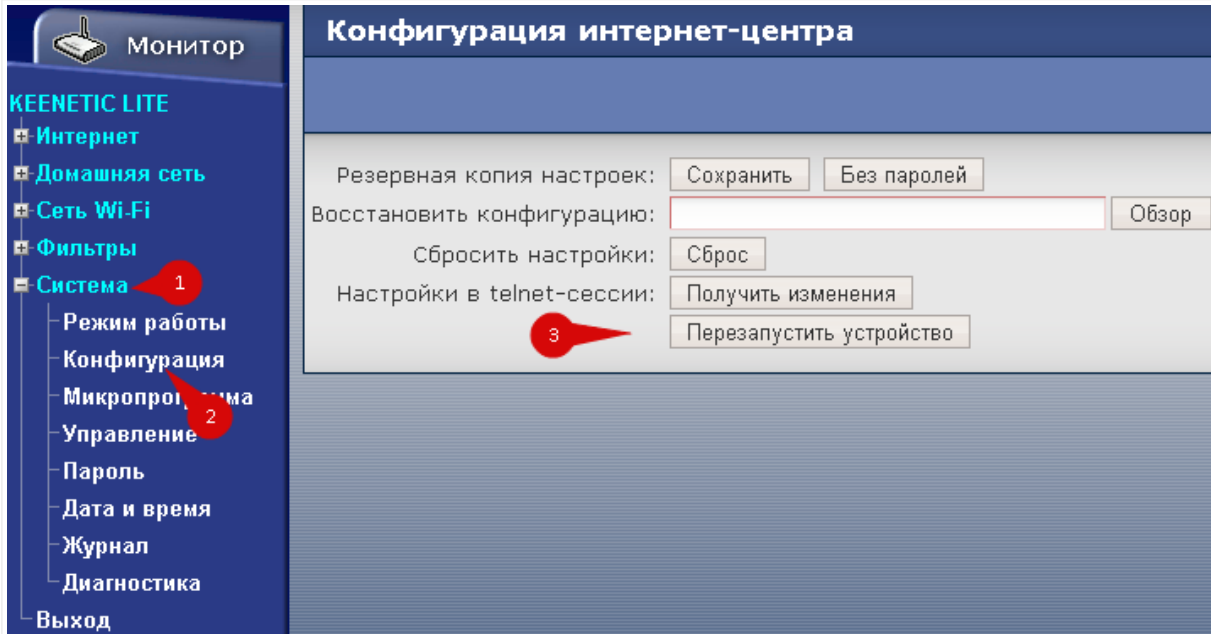 Монитор
KEENETIC LITE
Интернет
Домашняя сеть
Сеть Wi-Fi
Фильтры
Система 1
Режим работы
Конфигурация
Микропрог ма
2
Управление
Пароль
Дата и время
Журнал
Диагностика
Выход
Конфигурация интернет-центра
Резервная копия настроек: Сохранить Без паролей
Восстановить конфигурацию: Обзор
Сбросить настройки: Сброс
Настройки в telnet-сессии: Получить изменения
3 Перезапустить устройство